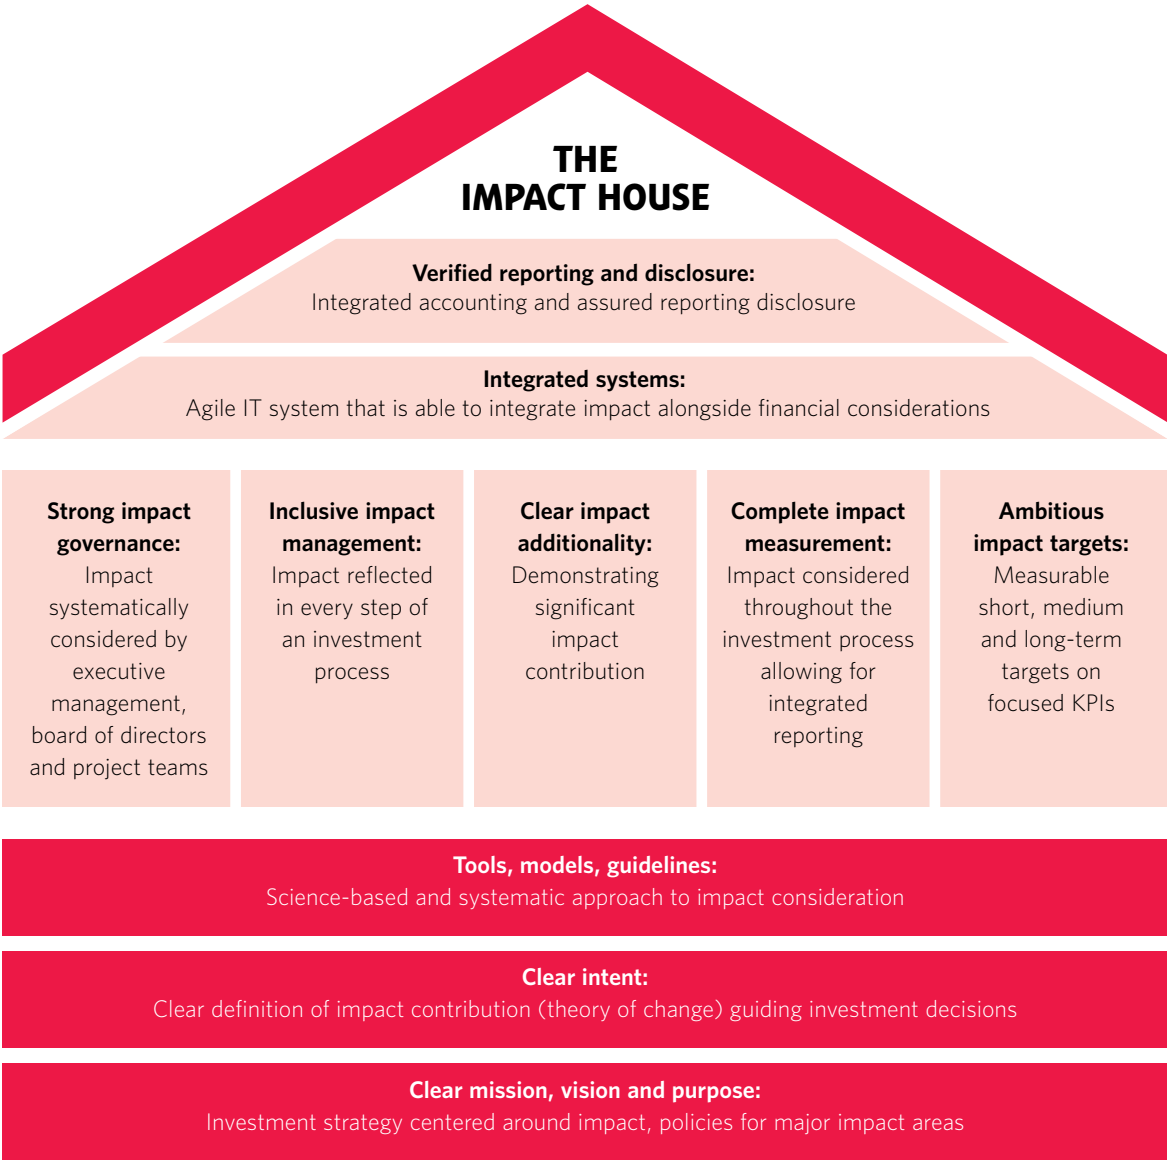 THE
IMPACT HOUSE
Verified reporting and disclosure:
Integrated accounting and assured reporting disclosure
Integrated systems:
Agile IT system that is able to integrate impact alongside financial considerations
Strong impact
governance:
Impact
systematically
considered by
executive
management,
board of directors
and project teams
Inclusive impact
management:
Impact reflected
in every step of
an investment
process
Clear impact
additionality:
Demonstrating
significant
impact
contribution
Complete impact
measurement:
Impact considered
throughout the
investment process
allowing for
integrated
reporting
Ambitious
impact targets:
Measurable
short, medium
and long-term
targets on
focused KPIs
Tools, models, guidelines:
Science-based and systematic approach to impact consideration
Clear intent:
Clear definition of impact contribution (theory of change) guiding investment decisions
Clear mission, vision and purpose:
Investment strategy centered around impact, policies for major impact areas